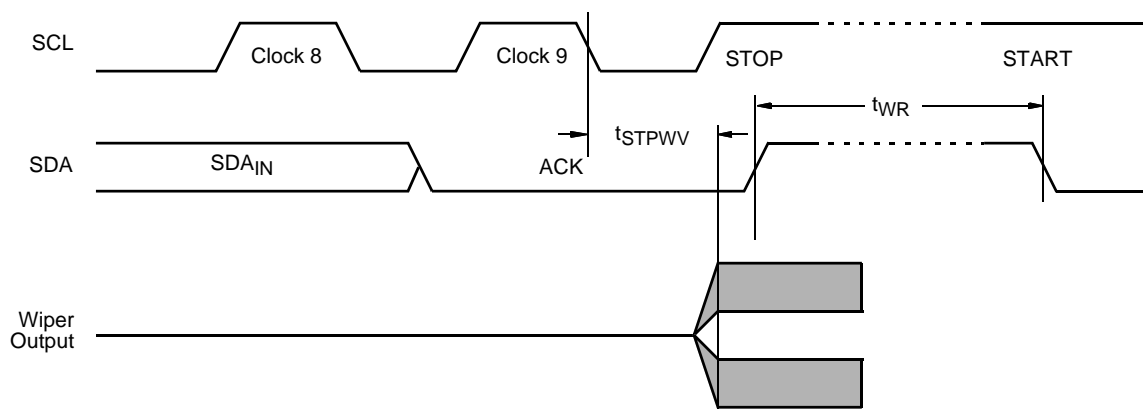 SCL
Clock 8
Clock 9
STOP
START
tWR
tSTPWV
SDA
SDAIN
ACK
Wiper
Output